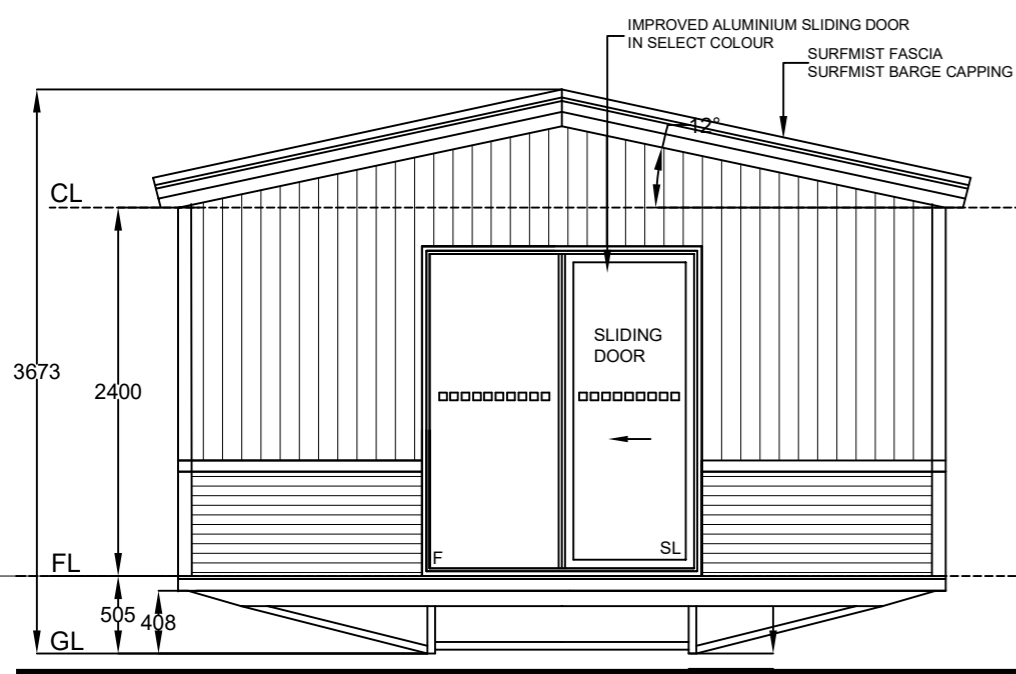 IMPROVED ALUMINIUM SLIDING DOOR
IN SELECT COLOUR
SURFMIST FASCIA
SURFMIST BARGE CAPPING
12°
CL
SLIDING
DOOR
3673
2400
F
SL
FL
505
408
GL